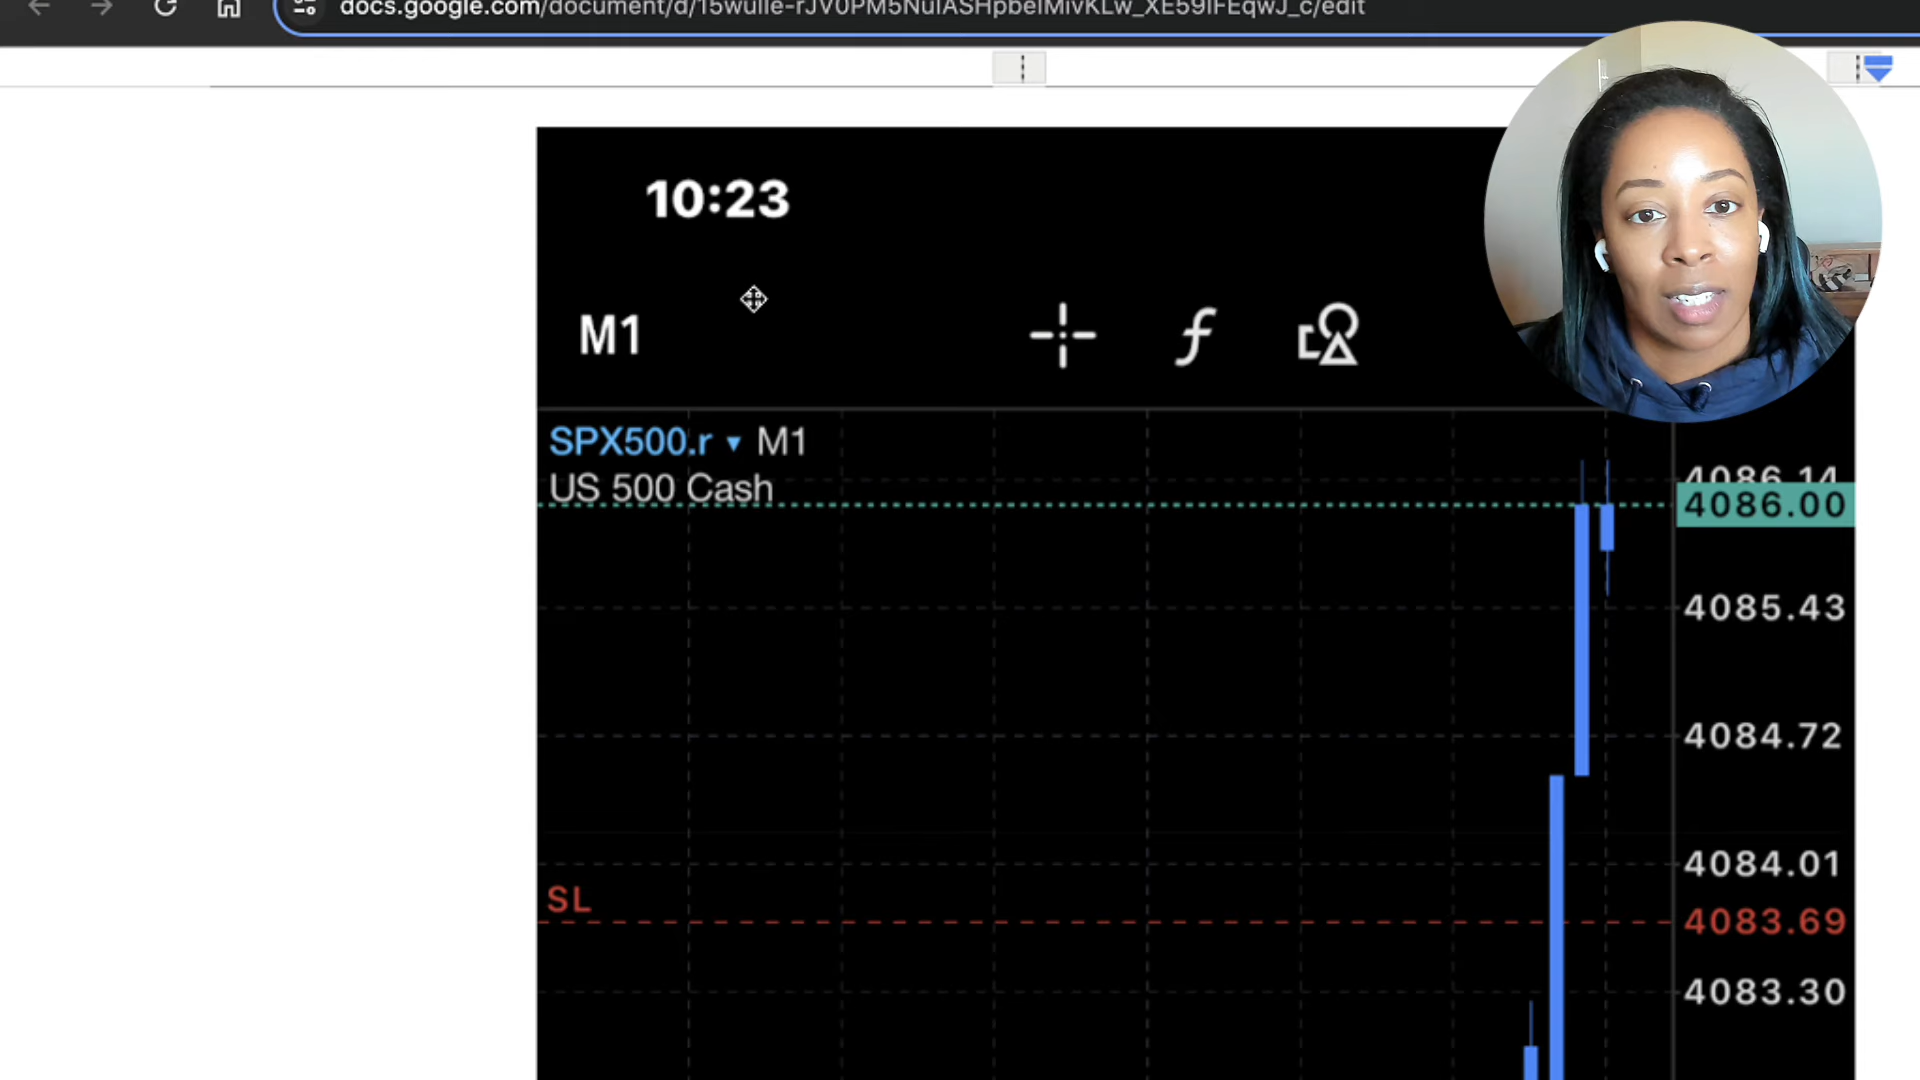 docs.google.com/document/d/15wulle-rJV0PM5NulASHpbelMivKLw_XE59IFEqwJ_c/edit
10:23
M1
SPX500.r ▾ M1
US 500 Cash
4086.14
4086.00
4085.43
4084.72
4084.01
SL
4083.69
4083.30